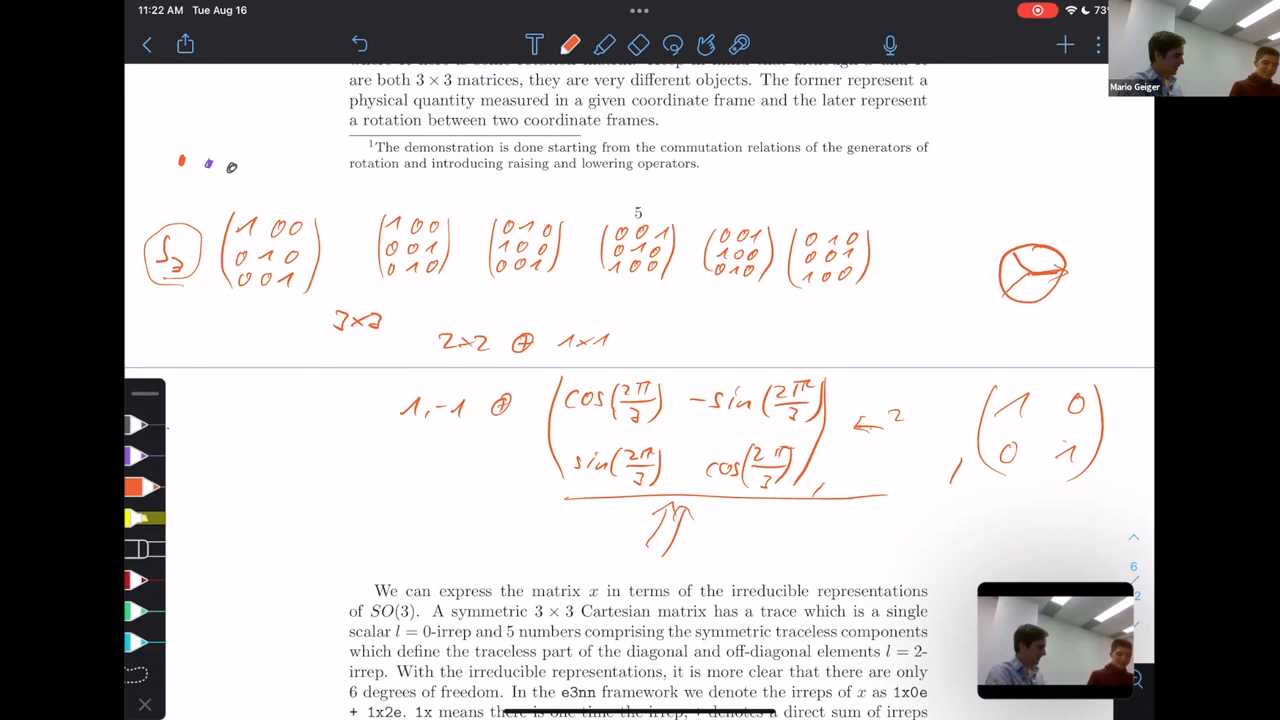 11:22 AM Tue Aug 16
73
Mario Geiger
are both 3 × 3 matrices, they are very different objects. The former represent a
physical quantity measured in a given coordinate frame and the later represent
a rotation between two coordinate frames.
1The demonstration is done starting from the commutation relations of the generators of
rotation and introducing raising and lowering operators.
5
S3 (1 0 0 (1 0 0 (0 1 0 (0 0 1 (0 0 1 (0 1 0
0 1 0 0 0 1 1 0 0 0 1 0 1 0 0 0 0 1
0 0 1) 0 1 0) 0 0 1) 1 0 0) 0 1 0) 1 0 0)
3×3
2×2 ⊕ 1×1
1, -1 ⊕ (cos(2π/3) -sin(2π/3) ← 2 (1 0
sin(2π/3) cos(2π/3)), , 0 1)
We can express the matrix x in terms of the irreducible representations
of SO(3). A symmetric 3 × 3 Cartesian matrix has a trace which is a single
scalar l = 0-irrep and 5 numbers comprising the symmetric traceless components
which define the traceless part of the diagonal and off-diagonal elements l = 2-
irrep. With the irreducible representations, it is more clear that there are only
6 degrees of freedom. In the e3nn framework we denote the irreps of x as 1x0e
+ 1x2e. 1x means there is one time the irrep, + denotes a direct sum of irreps
6
2